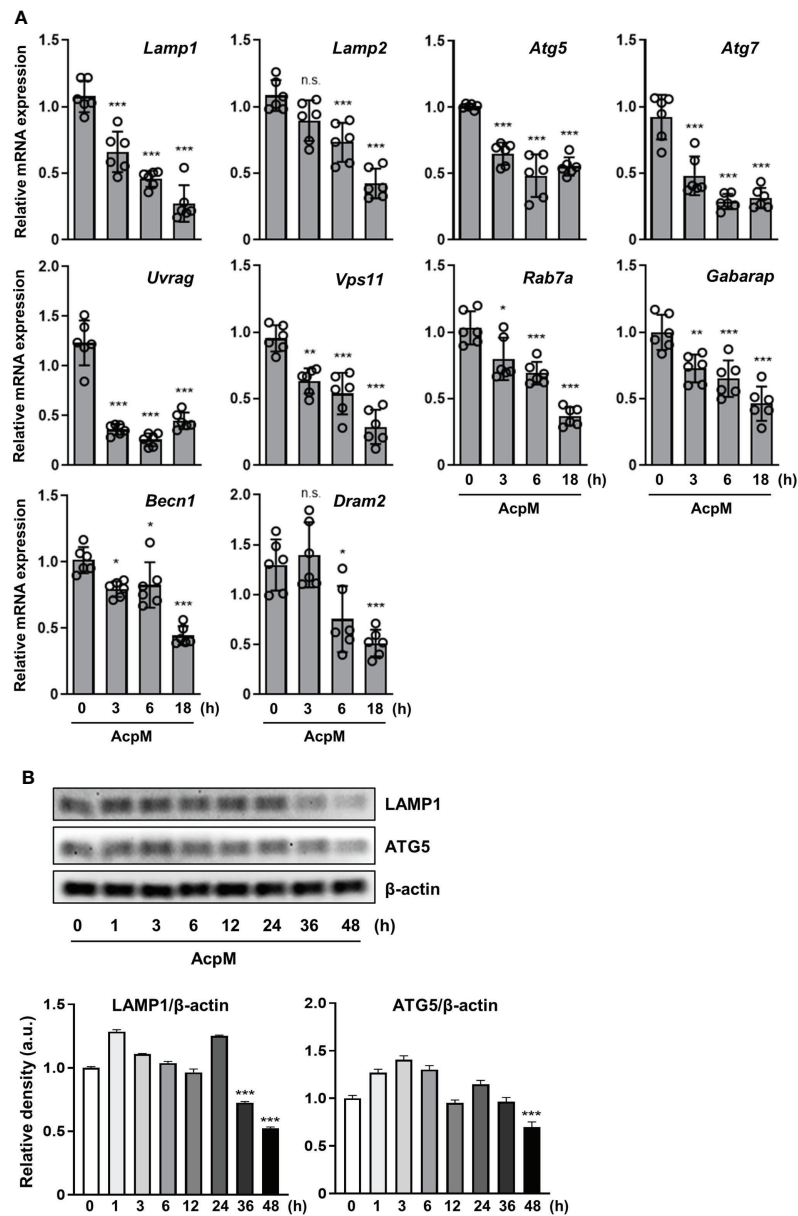 A
Lamp1
Lamp2
Atg5
Atg7
Relative mRNA expression
1.5
1.0
0.5
0
***
***
***
1.5
1.0
0.5
0
n.s.
***
***
1.5
1.0
0.5
0
***
***
***
1.5
1.0
0.5
0
***
***
***
Uvrag
Vps11
Rab7a
Gabarap
Relative mRNA expression
2.0
1.5
1.0
0.5
0
***
***
***
1.5
1.0
0.5
0
**
***
***
1.5
1.0
0.5
0
*
***
***
0 3 6 18 (h)
AcpM
1.5
1.0
0.5
0
**
***
***
0 3 6 18 (h)
AcpM
Becn1
Dram2
Relative mRNA expression
1.5
1.0
0.5
0
*
*
***
0 3 6 18 (h)
AcpM
2.0
1.5
1.0
0.5
0
n.s.
*
***
0 3 6 18 (h)
AcpM
B
LAMP1
ATG5
β-actin
0 1 3 6 12 24 36 48 (h)
AcpM
LAMP1/β-actin
Relative density (a.u.)
1.5
1.0
0.5
0
***
***
0 1 3 6 12 24 36 48 (h)
ATG5/β-actin
2.0
1.5
1.0
0.5
0
***
0 1 3 6 12 24 36 48 (h)